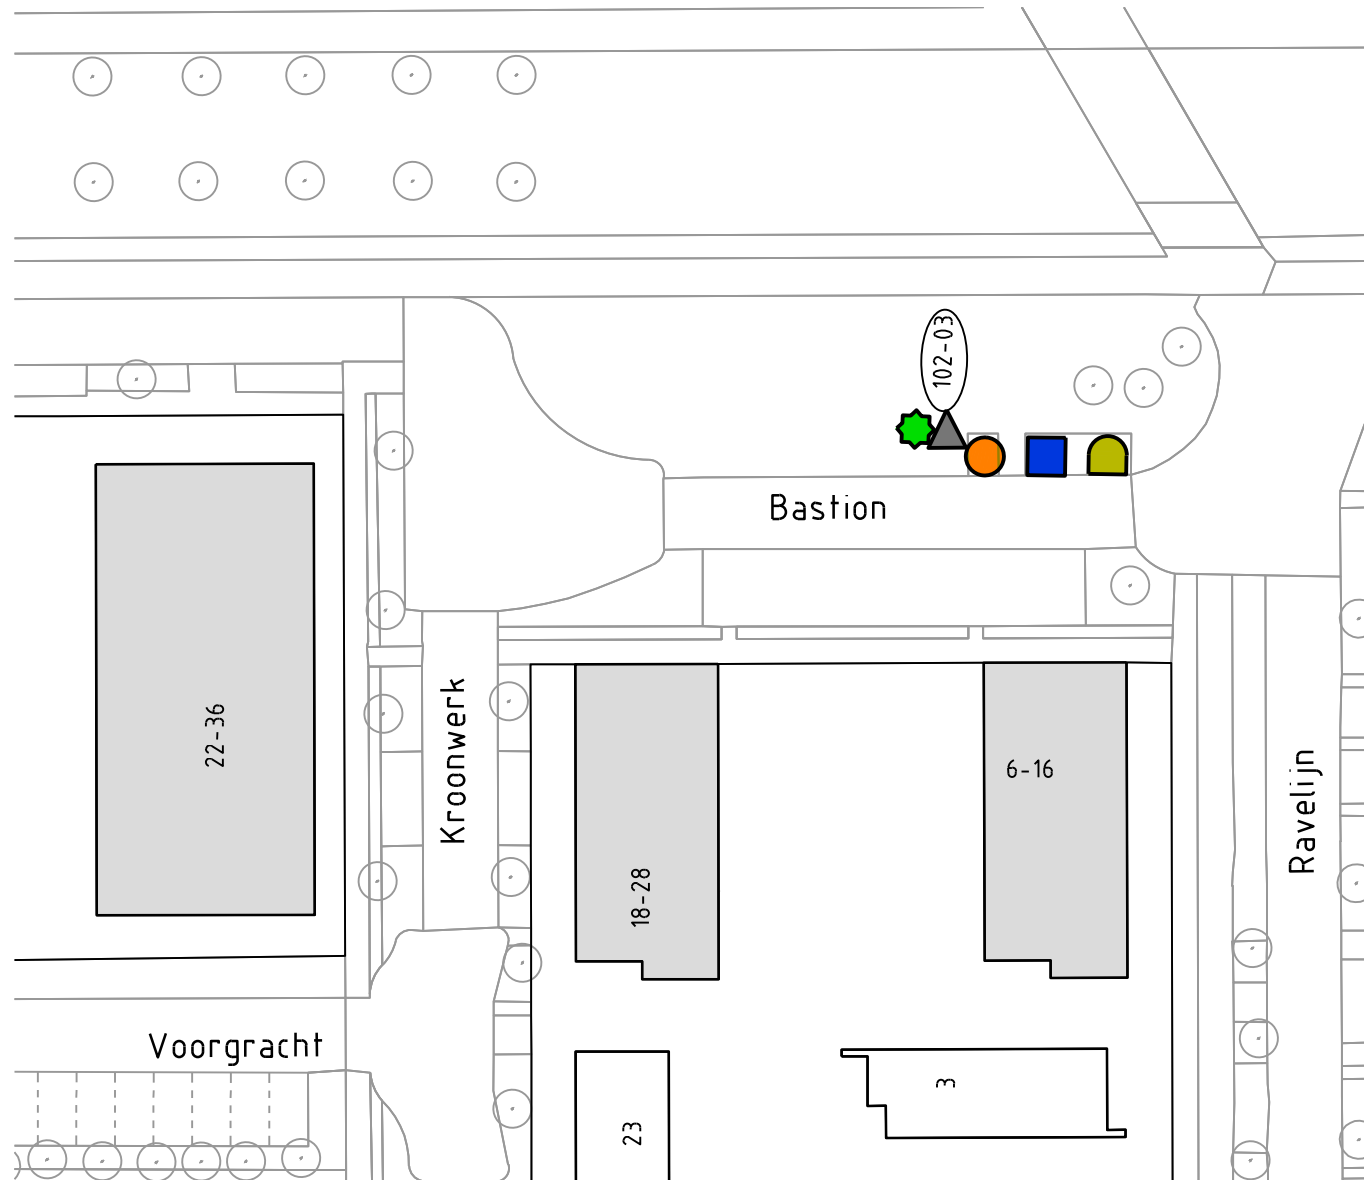 102-03
Bastion
22-36
Kroonwerk
6-16
Ravelijn
18-28
Voorgracht
3
23